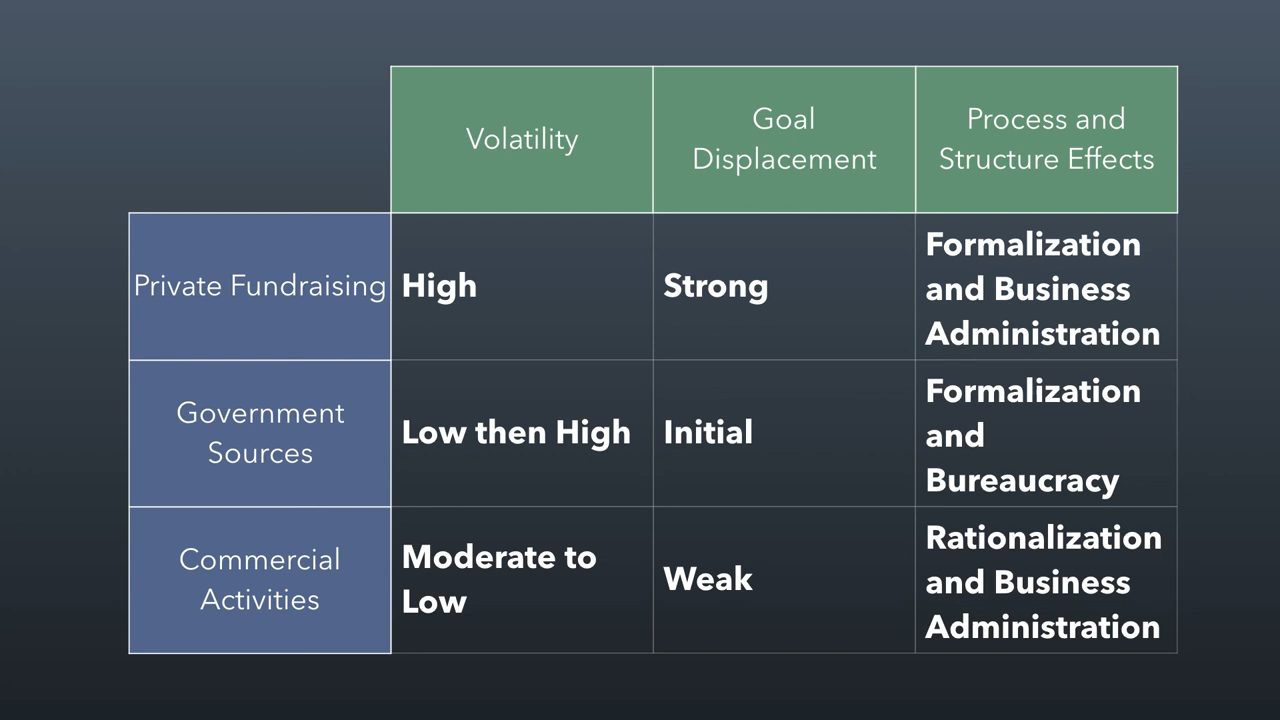 Volatility
Goal
Displacement
Process and
Structure Effects
Private Fundraising
High
Strong
Formalization
and Business
Administration
Government
Sources
Low then High
Initial
Formalization
and
Bureaucracy
Commercial
Activities
Moderate to
Low
Weak
Rationalization
and Business
Administration